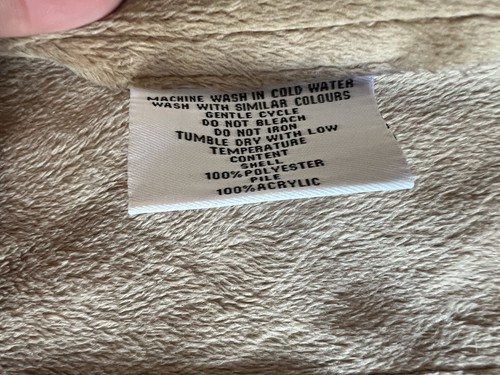 MACHINE WASH IN COLD WATER
WASH WITH SIMILAR COLOURS
GENTLE CYCLE
DO NOT BLEACH
DO NOT IRON
TUMBLE DRY WITH LOW
TEMPERATURE
CONTENT
SHELL
100%POLYESTER
PILE
100%ACRYLIC